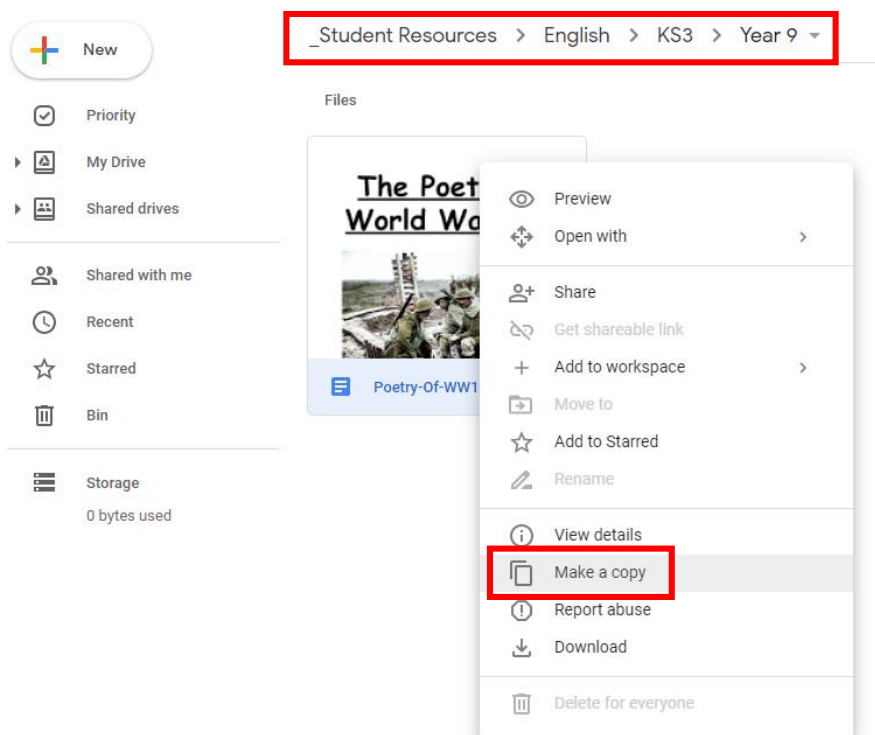 _Student Resources > English > KS3 > Year 9
New
Priority
My Drive
Shared drives
Shared with me
Recent
Starred
Bin
Storage
0 bytes used
Files
The Poet
World Wa
Poetry-Of-WW1
Preview
Open with
Share
Get shareable link
Add to workspace
Move to
Add to Starred
Rename
View details
Make a copy
Report abuse
Download
Delete for everyone